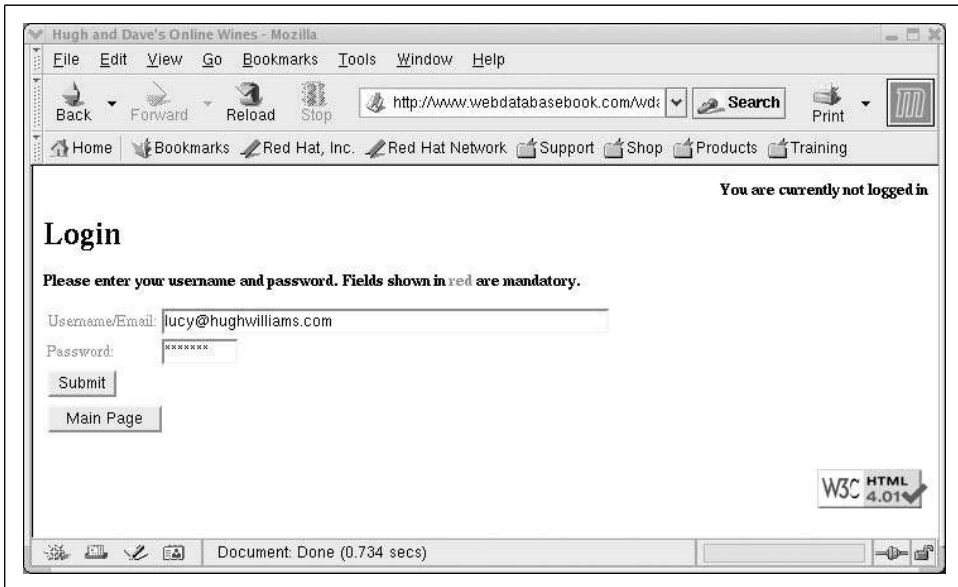 Hugh and Dave's Online Wines - Mozilla
File Edit View Go Bookmarks Tools Window Help
Back Forward Reload Stop http://www.webdatabasebook.com/wda Search Print
Home Bookmarks Red Hat, Inc. Red Hat Network Support Shop Products Training
You are currently not logged in
Login
Please enter your username and password. Fields shown in red are mandatory.
Username/Email: lucy@hughwilliams.com
Password: *******
Submit
Main Page
W3C HTML 4.01
Document: Done (0.734 secs)